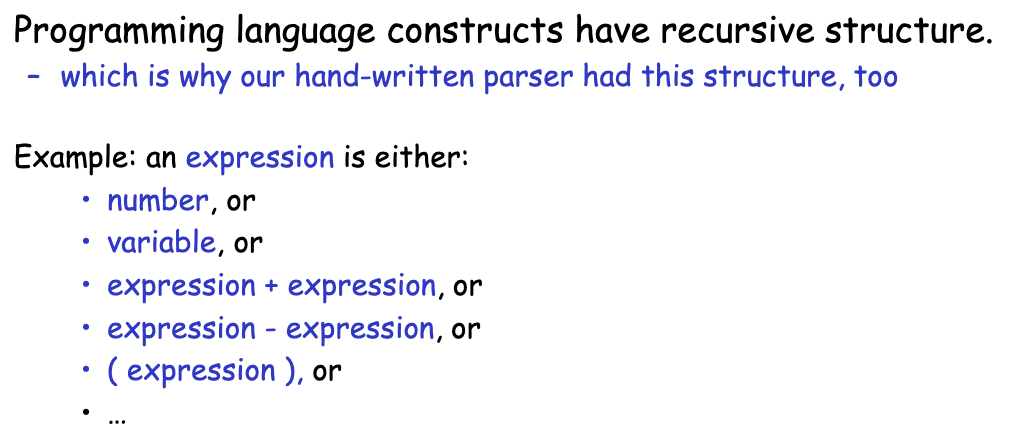 Programming language constructs have recursive structure.
– which is why our hand-written parser had this structure, too
Example: an expression is either:
• number, or
• variable, or
• expression + expression, or
• expression - expression, or
• ( expression ), or
• …